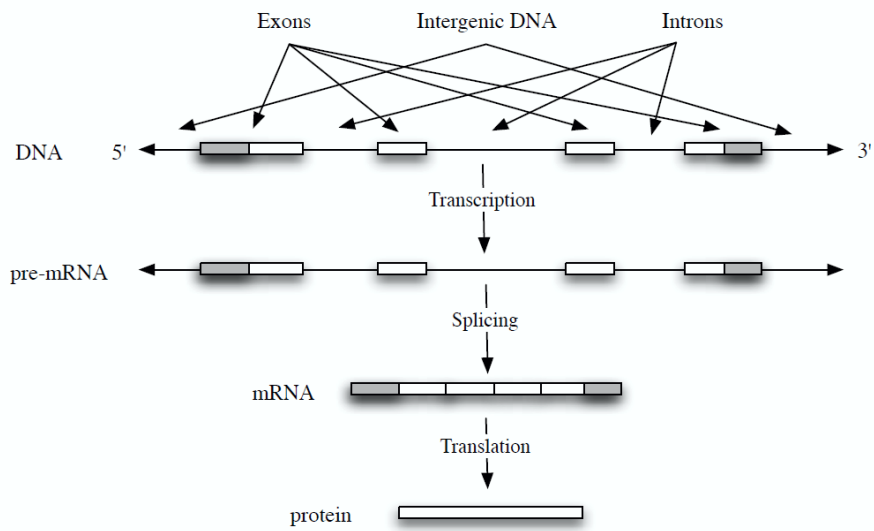 Exons Intergenic DNA Introns
DNA 5' 3'
Transcription
pre-mRNA
Splicing
mRNA
Translation
protein